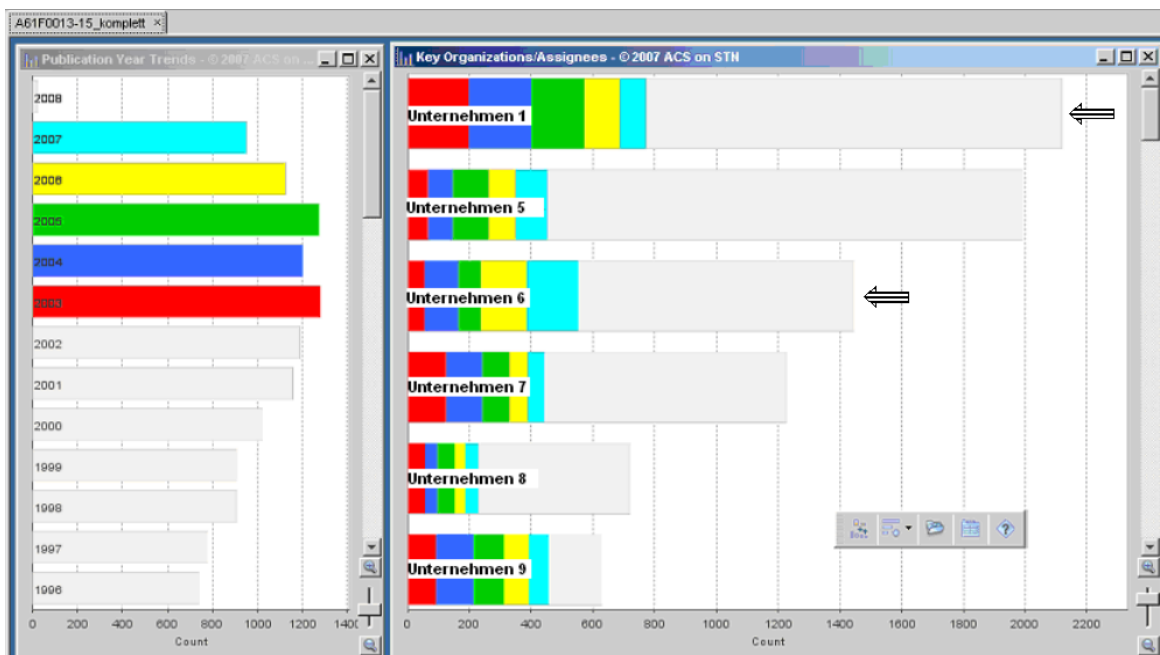 A61F0013-15_komplett ×
Publication Year Trends - © 2007 ACS on ...
2008
2007
2006
2005
2004
2003
2002
2001
2000
1999
1998
1997
1996
0 200 400 600 800 1000 1200 140
Count
Key Organizations/Assignees - © 2007 ACS on STN
Unternehmen 1
Unternehmen 5
Unternehmen 6
Unternehmen 7
Unternehmen 8
Unternehmen 9
0 200 400 600 800 1000 1200 1400 1600 1800 2000 2200
Count